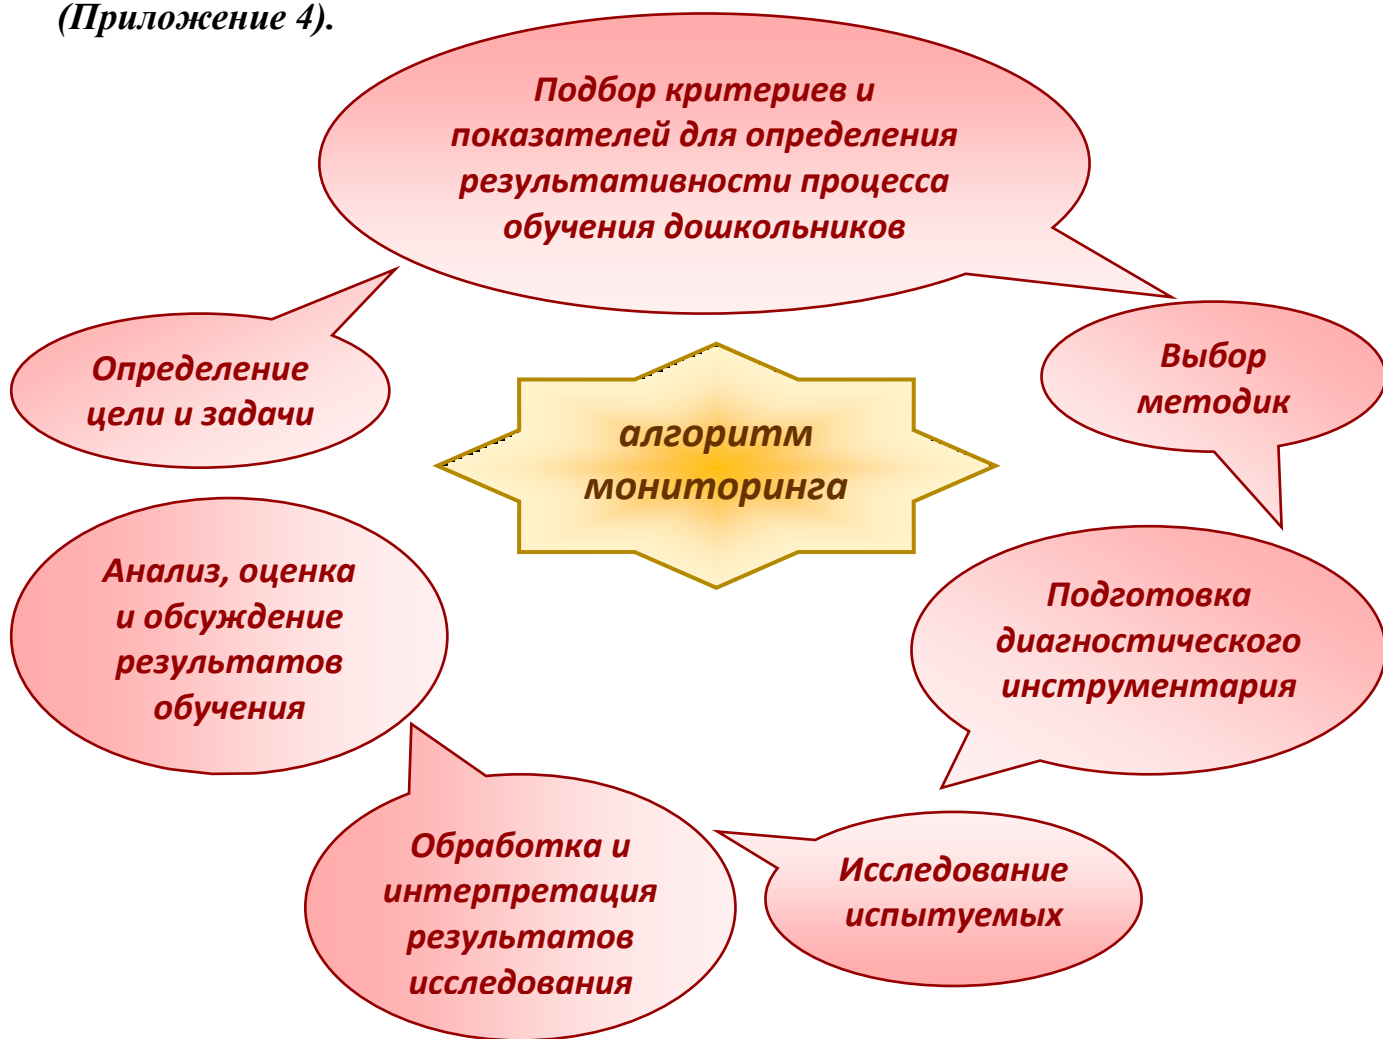 (Приложение 4).
Подбор критериев и
показателей для определения
результативности процесса
обучения дошкольников
Определение
цели и задачи
Выбор
методик
алгоритм
мониторинга
Анализ, оценка
и обсуждение
результатов
обучения
Подготовка
диагностического
инструментария
Обработка и
интерпретация
результатов
исследования
Исследование
испытуемых